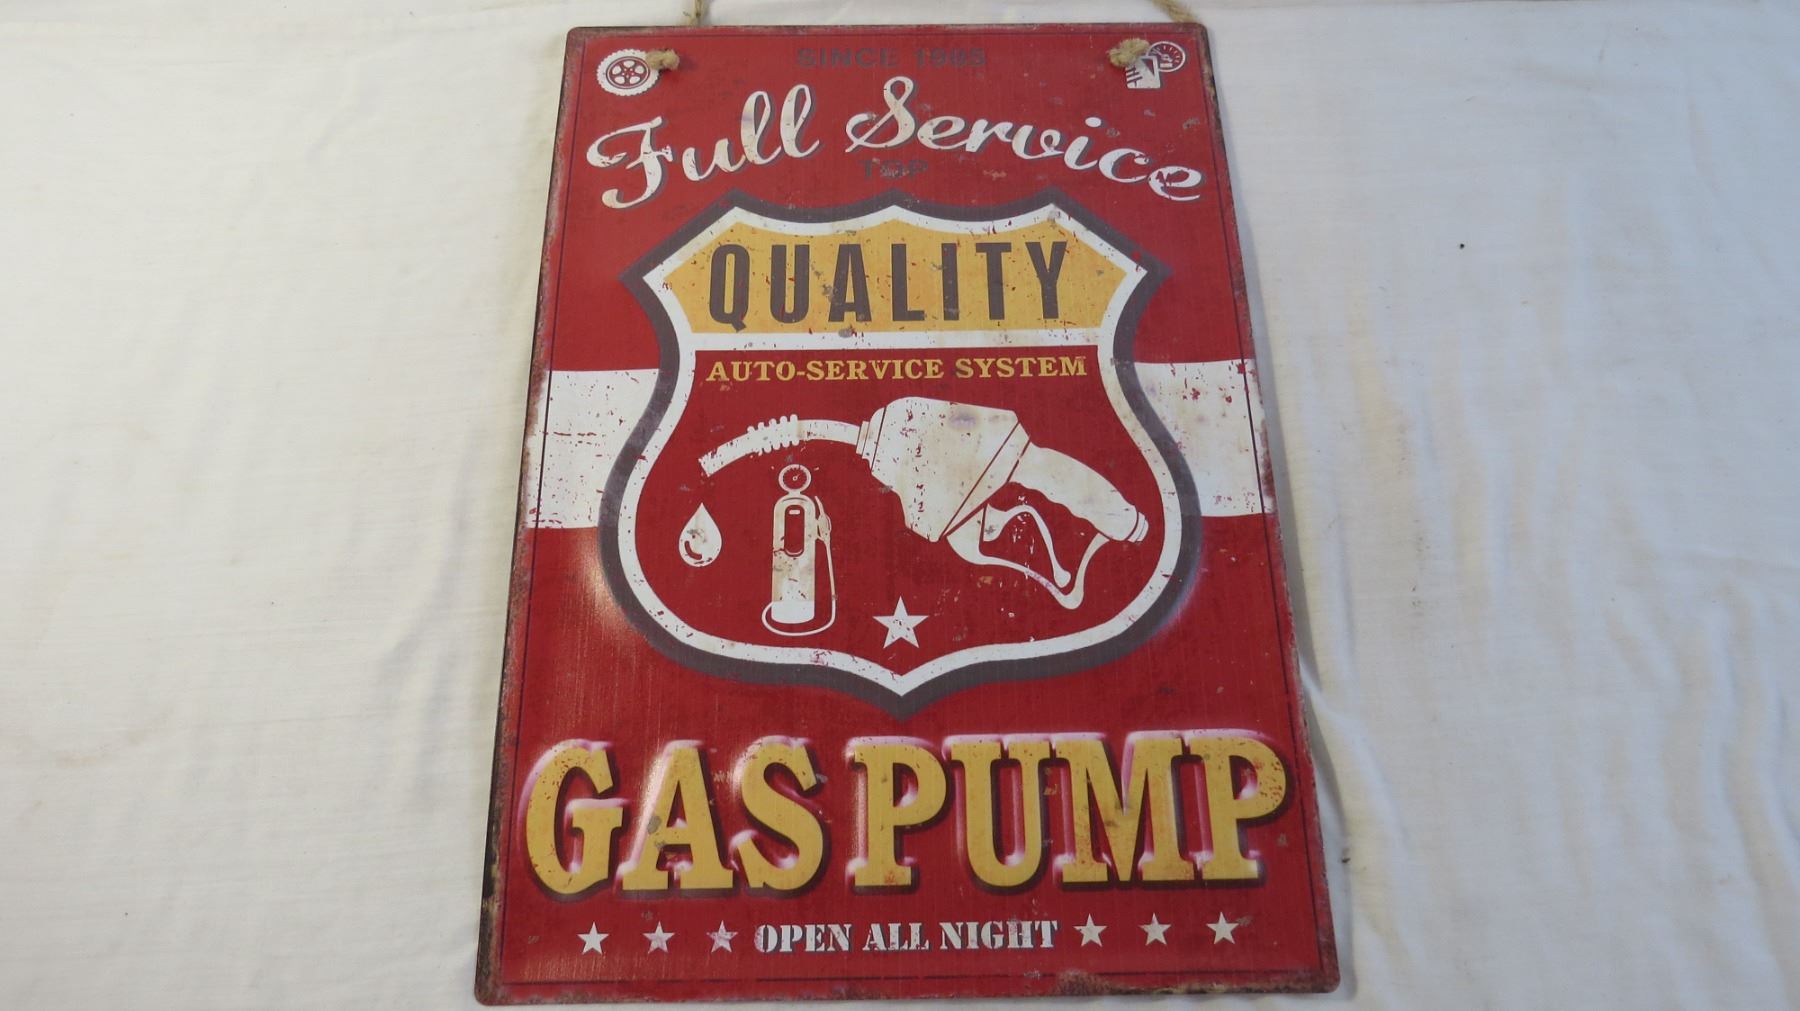 SINCE 1985
Full Service
TOP
QUALITY
AUTO-SERVICE SYSTEM
GAS PUMP
OPEN ALL NIGHT